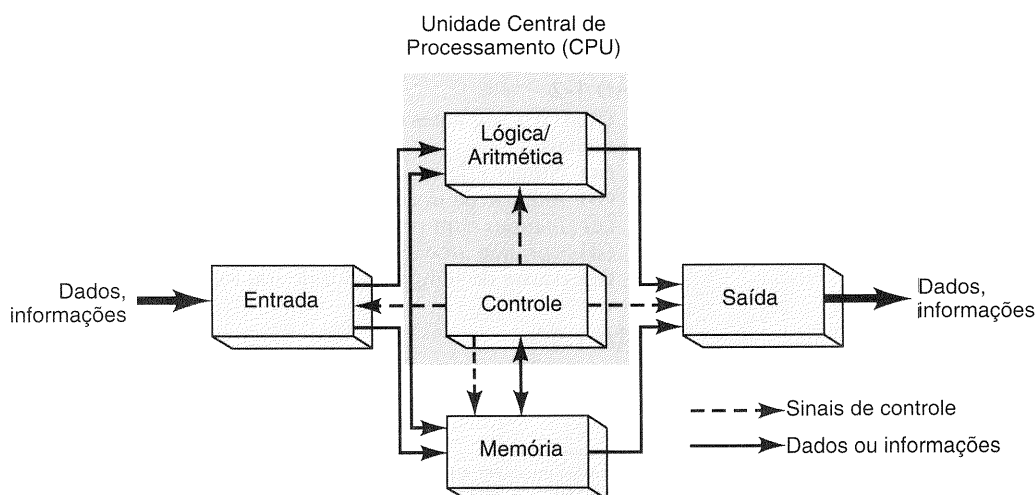 Unidade Central de
Processamento (CPU)
Lógica/
Aritmética
Dados,
informações
Entrada
Controle
Saída
Dados,
informações
Memória
Sinais de controle
Dados ou informações